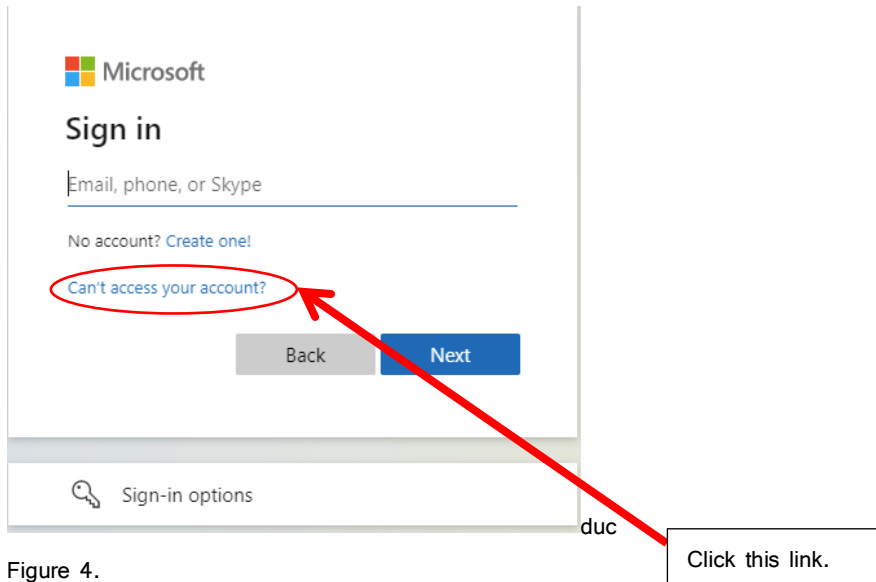 Microsoft
Sign in
Email, phone, or Skype
No account? Create one!
Can't access your account?
Back Next
Sign-in options
duc
Click this link.
Figure 4.